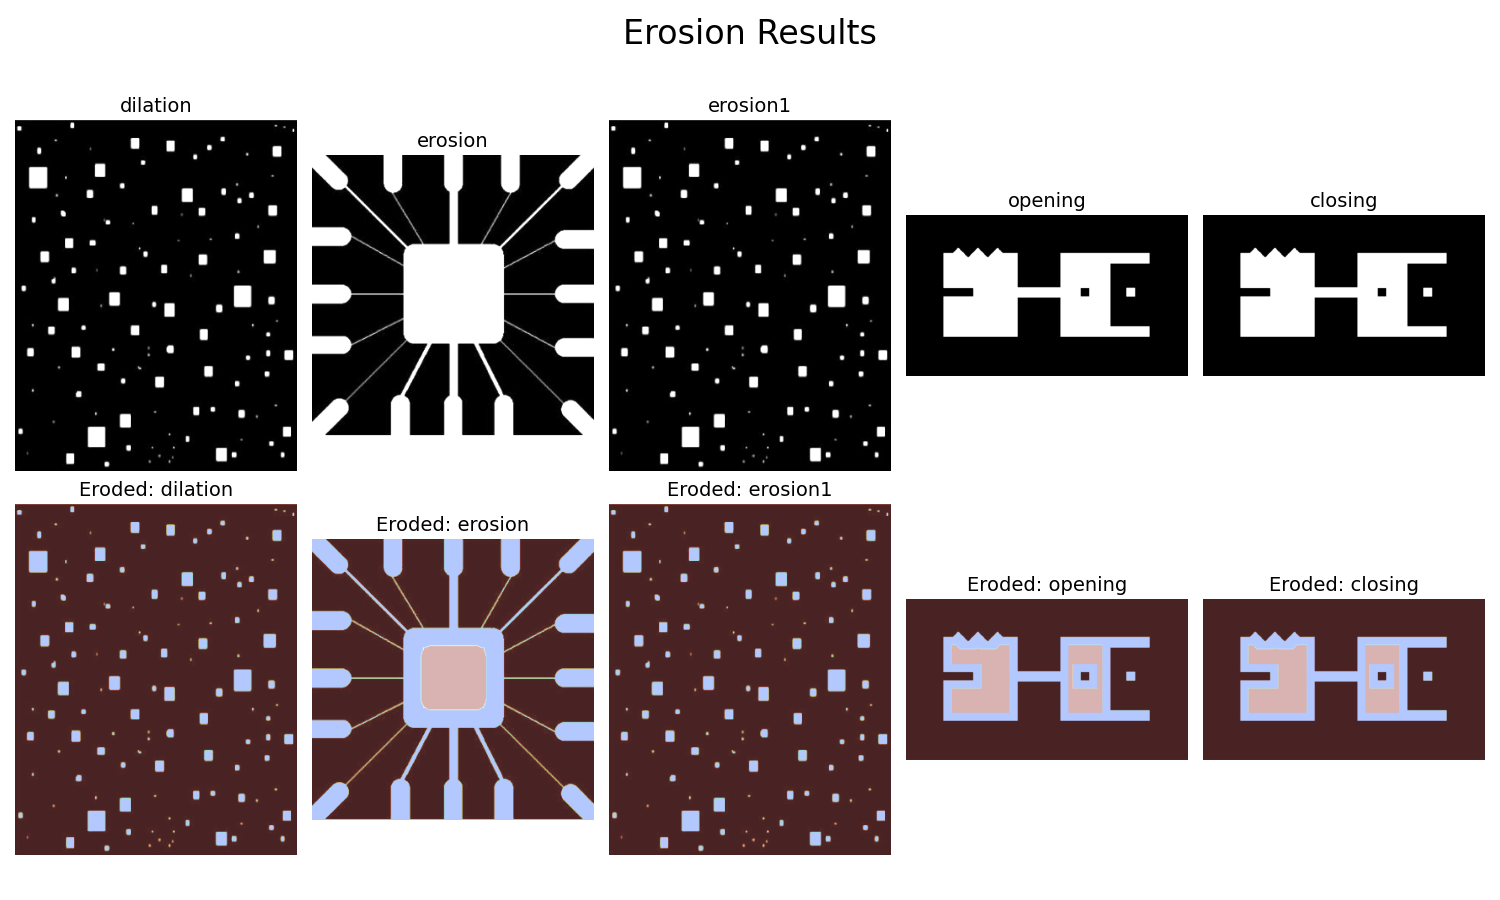 Erosion Results
dilation
erosion
erosion1
opening
closing
Eroded: dilation
Eroded: erosion
Eroded: erosion1
Eroded: opening
Eroded: closing